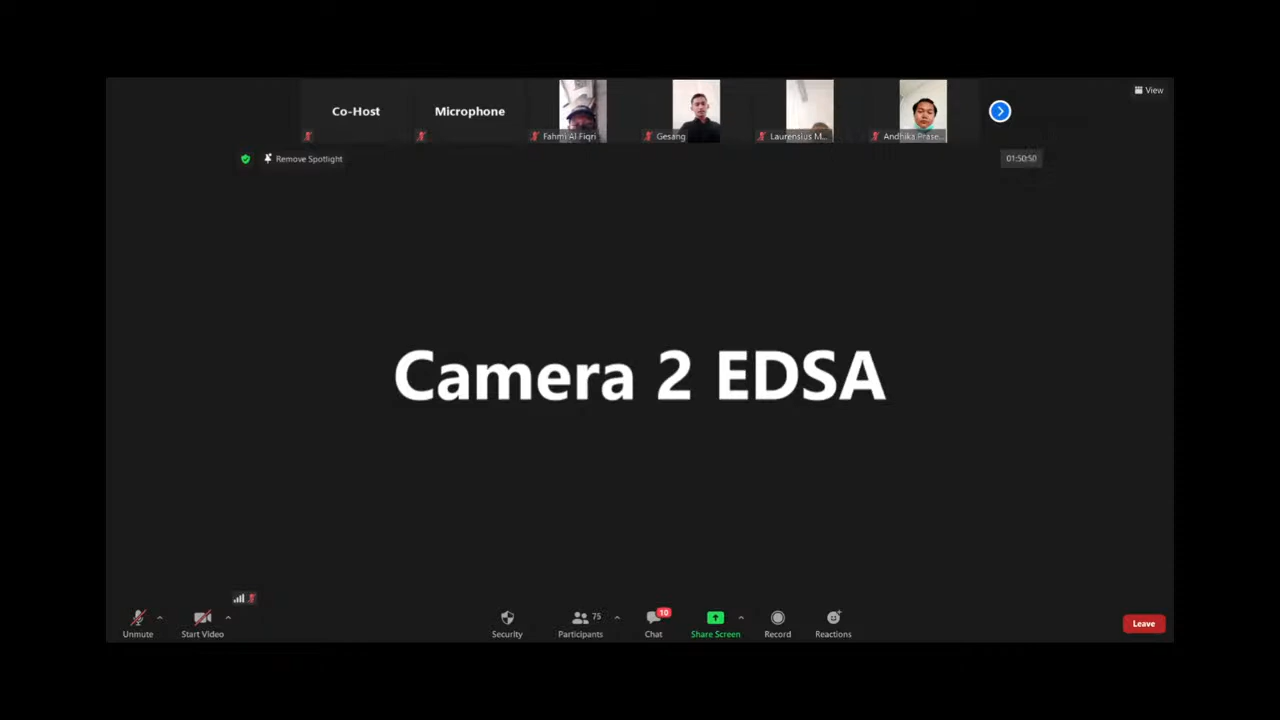 View
Co-Host
Microphone
Fahmi Al Fiqri
Gesang
Laurensius M...
Andhika Prase...
Remove Spotlight
01:50:50
Camera 2 EDSA
Unmute
Start Video
Security
75
Participants
10
Chat
Share Screen
Record
Reactions
Leave